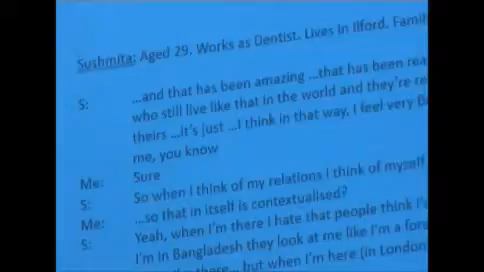 Sushmita: Aged 29. Works as Dentist. Lives in Ilford. Family
S: …and that has been amazing …that has been
who still live like that in the world and they're
theirs …it's just …I think in that way. I feel very
me, you know
Me: Sure
S: So when I think of my relations I think of myself
Me: …so that in itself is contextualised?
S: Yeah, when I'm there I hate that people think
I'm in Bangladesh they look at me like I'm a
there… but when I'm here (in London)